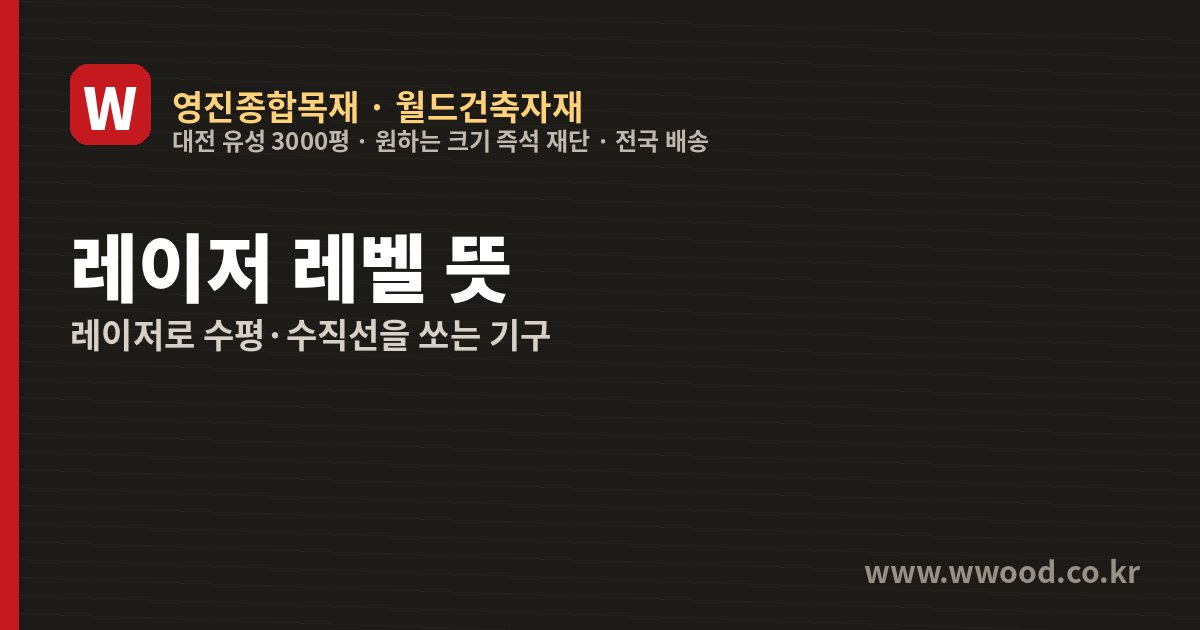 W
영진종합목재 · 월드건축자재
대전 유성 3000평 · 원하는 크기 즉석 재단 · 전국 배송
레이저 레벨 뜻
레이저로 수평·수직선을 쏘는 기구
www.wwood.co.kr